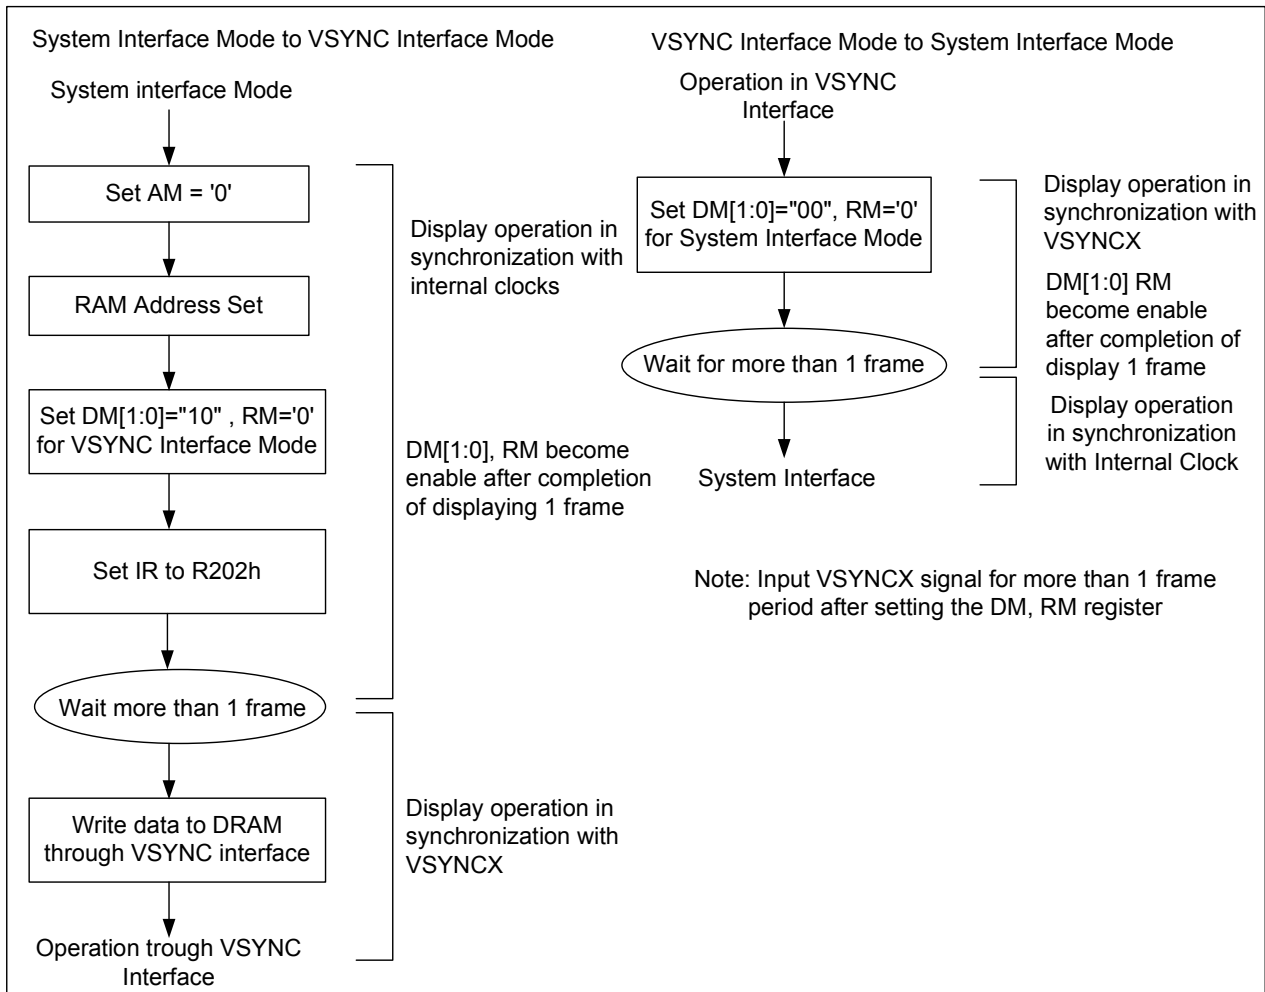 System Interface Mode to VSYNC Interface Mode
System interface Mode
Set AM = '0'
RAM Address Set
Set DM[1:0]="10" , RM='0'
for VSYNC Interface Mode
Set IR to R202h
Wait more than 1 frame
Write data to DRAM
through VSYNC interface
Operation trough VSYNC
Interface
Display operation in
synchronization with
internal clocks
DM[1:0], RM become
enable after completion
of displaying 1 frame
Display operation in
synchronization with
VSYNCX
VSYNC Interface Mode to System Interface Mode
Operation in VSYNC
Interface
Set DM[1:0]="00", RM='0'
for System Interface Mode
Wait for more than 1 frame
System Interface
Display operation in
synchronization with
VSYNCX
DM[1:0] RM
become enable
after completion of
display 1 frame
Display operation
in synchronization
with Internal Clock
Note: Input VSYNCX signal for more than 1 frame
period after setting the DM, RM register